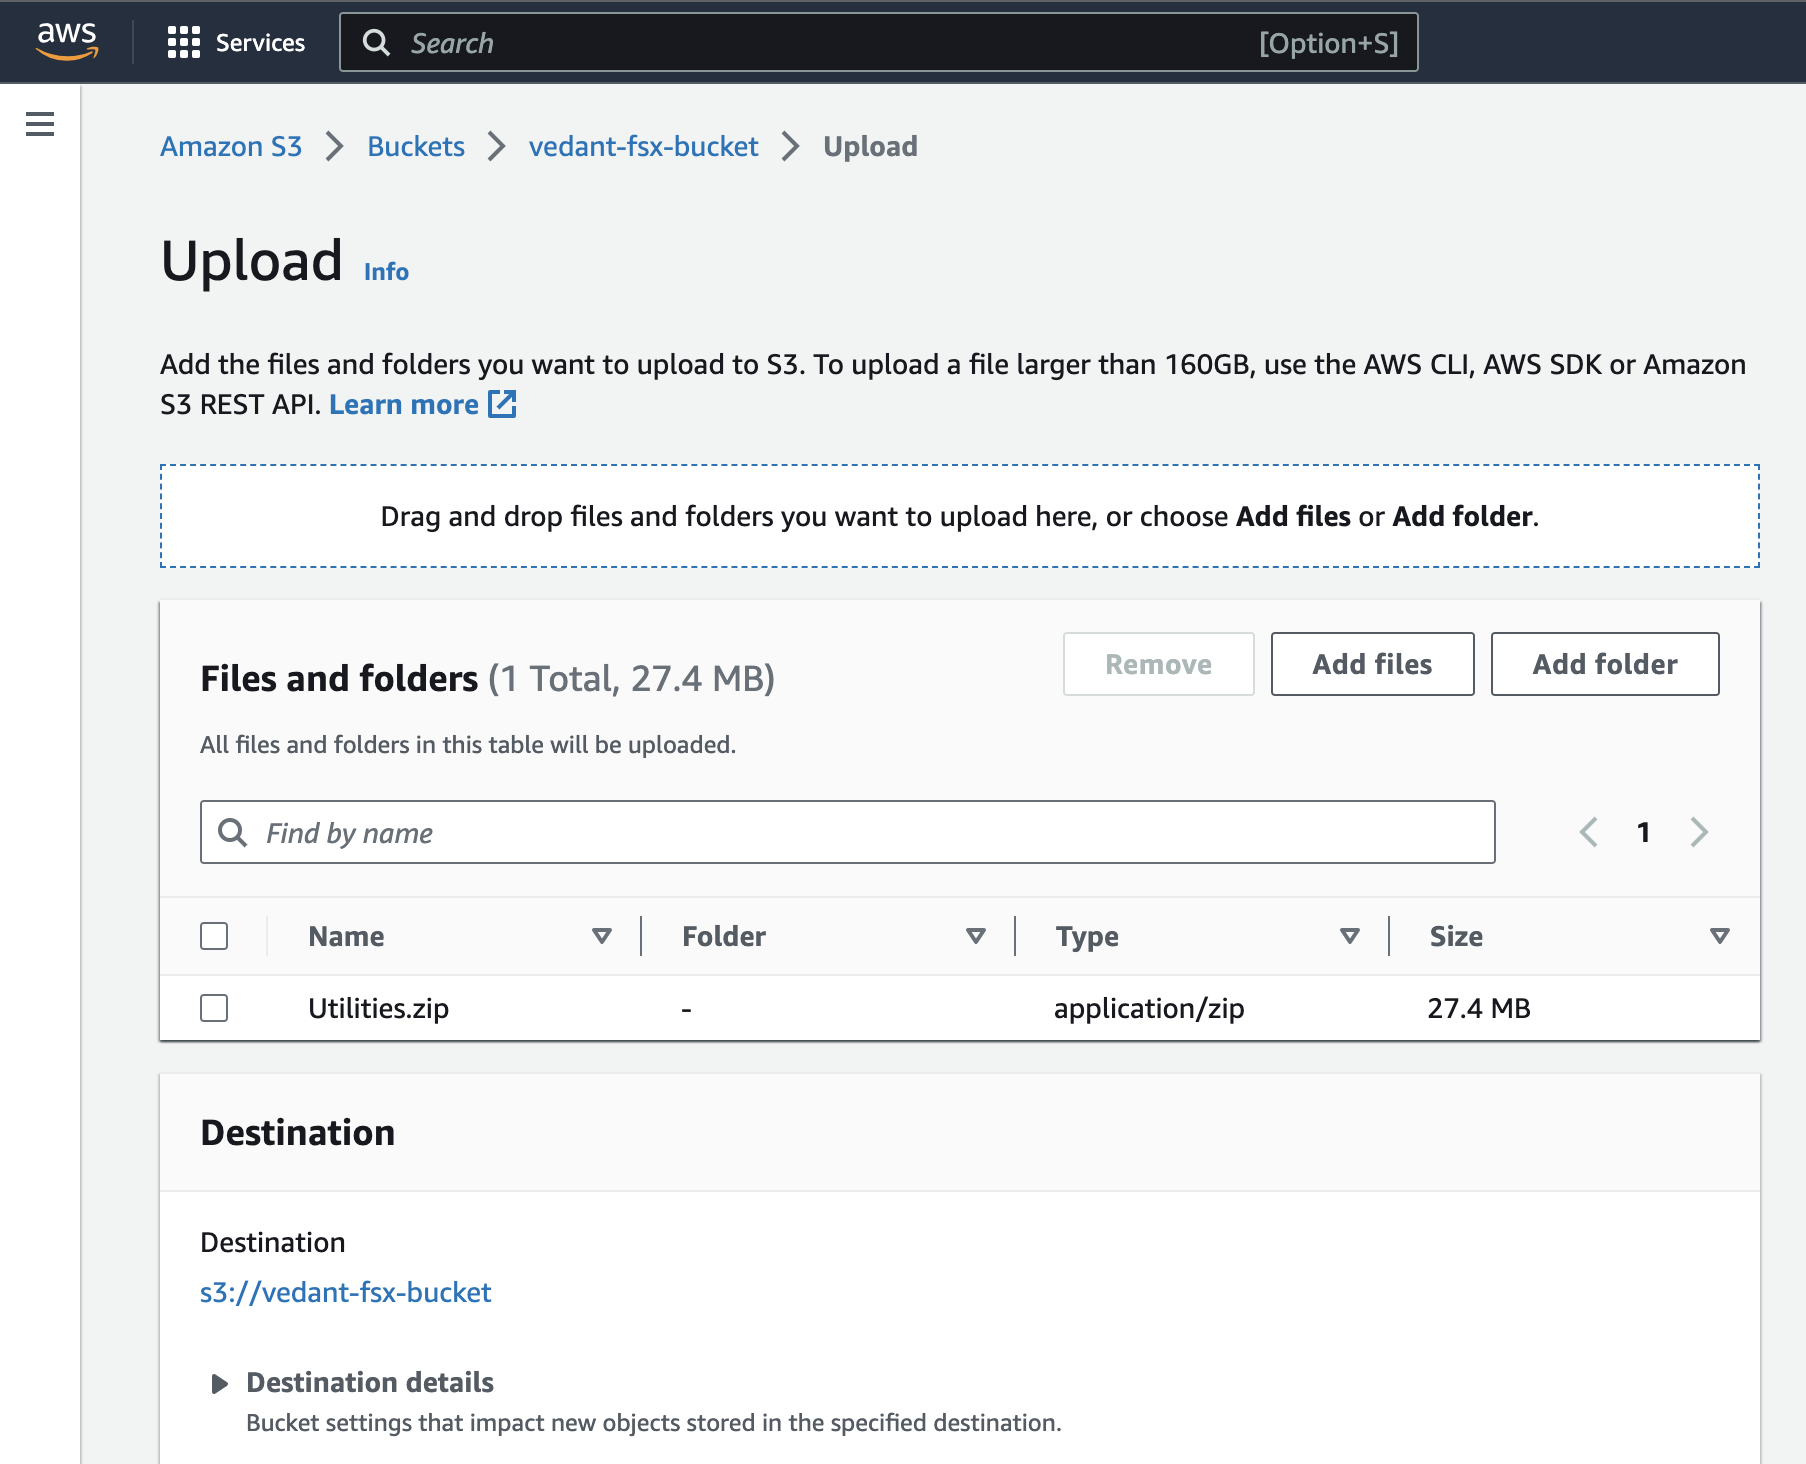 aws
Services
Search
[Option+S]
Amazon S3 > Buckets > vedant-fsx-bucket > Upload
Upload Info
Add the files and folders you want to upload to S3. To upload a file larger than 160GB, use the AWS CLI, AWS SDK or Amazon
S3 REST API. Learn more
Drag and drop files and folders you want to upload here, or choose Add files or Add folder.
Files and folders (1 Total, 27.4 MB)
Remove
Add files
Add folder
All files and folders in this table will be uploaded.
Find by name
1
Name Folder Type Size
Utilities.zip - application/zip 27.4 MB
Destination
Destination
s3://vedant-fsx-bucket
Destination details
Bucket settings that impact new objects stored in the specified destination.